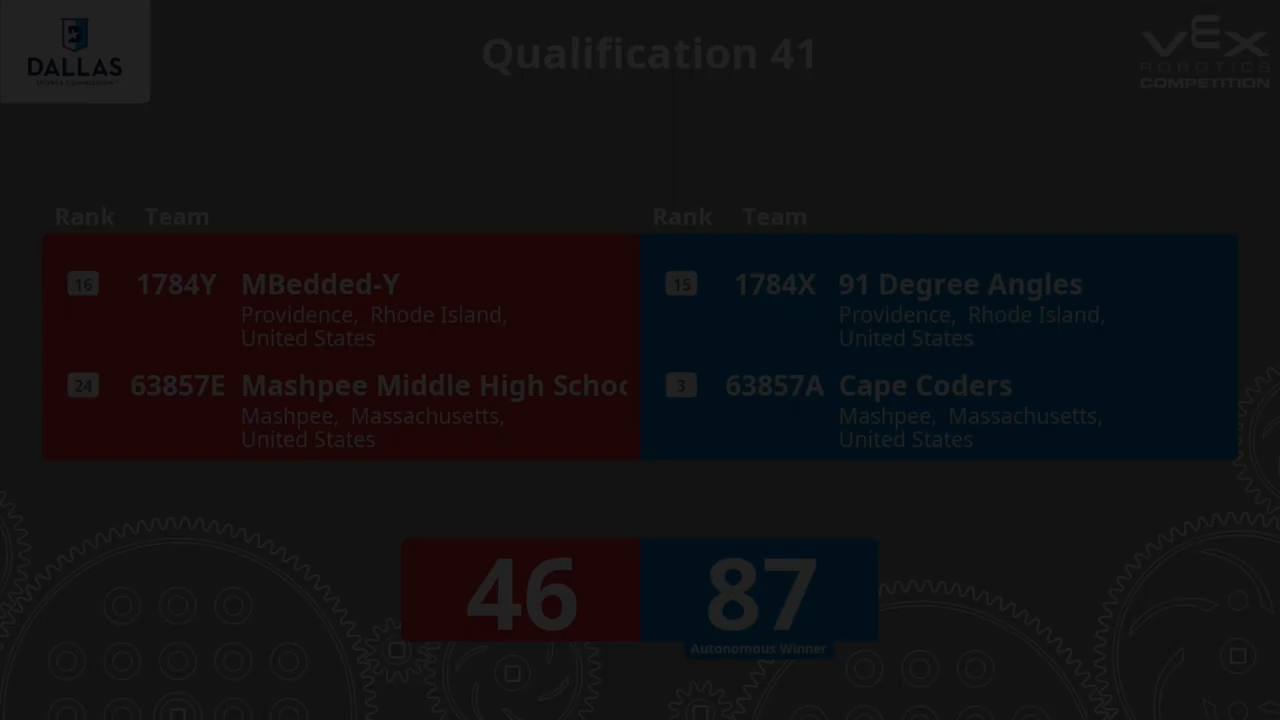 DALLAS
SPORTS COMMISSION
Qualification 41
VEX
ROBOTICS
COMPETITION
Rank Team
Rank Team
16 1784Y MBedded-Y
Providence, Rhode Island,
United States
24 63857E Mashpee Middle High Schoo
Mashpee, Massachusetts,
United States
15 1784X 91 Degree Angles
Providence, Rhode Island,
United States
3 63857A Cape Coders
Mashpee, Massachusetts,
United States
46
87
Autonomous Winner